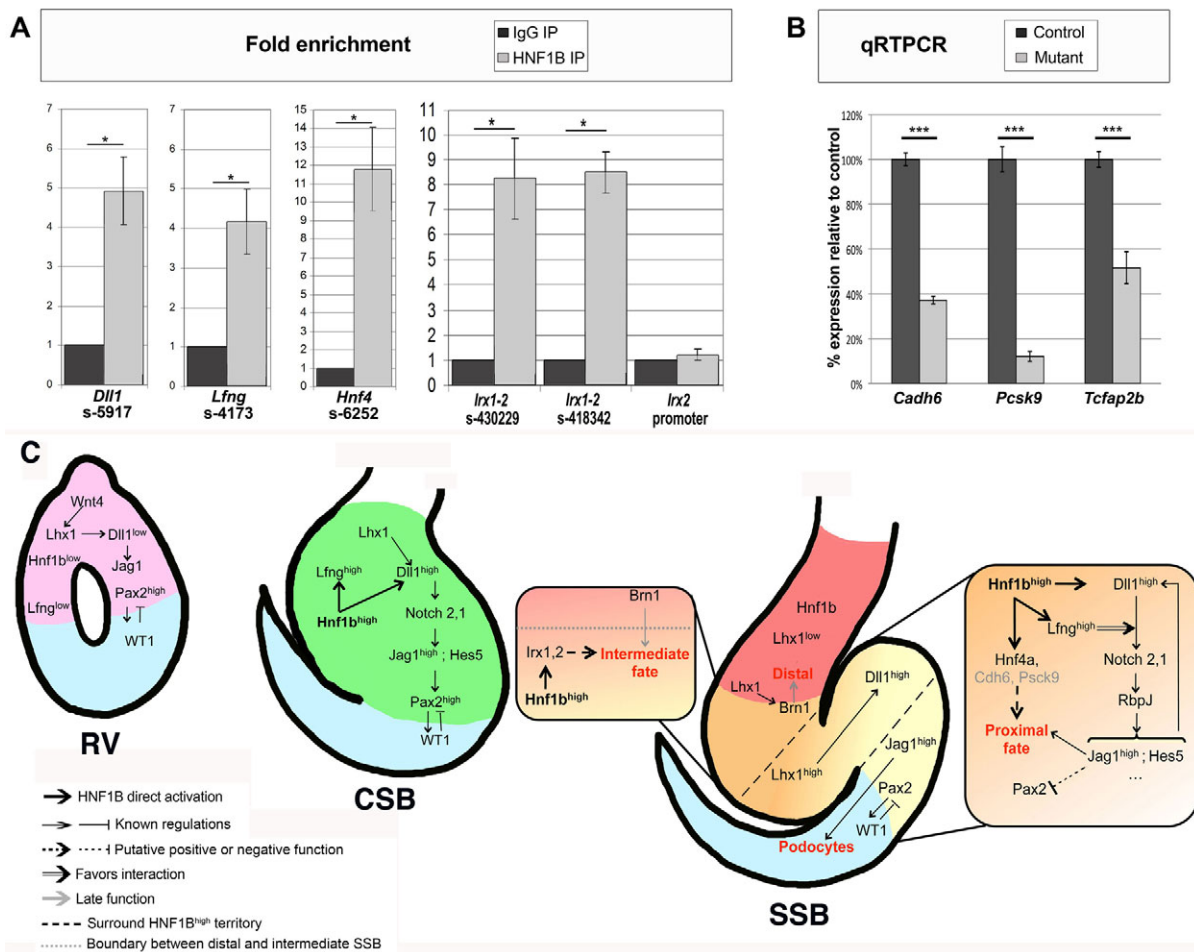 A
Fold enrichment
IgG IP
HNF1B IP
B
qRTPCR
Control
Mutant
7
6
5
4
3
2
1
0
*
Dll1
s-5917
7
6
5
4
3
2
1
0
*
Lfng
s-4173
15
14
13
12
11
10
9
8
7
6
5
4
3
2
1
0
*
Hnf4
s-6252
11
10
9
8
7
6
5
4
3
2
1
0
*
*
Irx1-2
s-430229
Irx1-2
s-418342
Irx2
promoter
% expression relative to control
120%
100%
80%
60%
40%
20%
0%
***
***
***
Cadh6
Pcsk9
Tcfap2b
C
Wnt4
Lhx1
Dll1low
Hnf1blow
Jag1
Pax2high
Lfnglow
WT1
RV
Lhx1
Lfnghigh
Dll1high
Hnf1bhigh
Notch 2,1
Jag1high ; Hes5
Pax2high
WT1
CSB
Brn1
Irx1,2
Intermediate
fate
Hnf1bhigh
Hnf1b
Lhx1low
Distal
Lhx1
Brn1
Dll1high
Jag1high
Lhx1high
Pax2
WT1
Podocytes
SSB
Hnf1bhigh
Dll1high
Lfnghigh
Hnf4a,
Cdh6, Psck9
Notch 2,1
RbpJ
Proximal
fate
Jag1high ; Hes5
...
Pax2
HNF1B direct activation
Known regulations
Putative positive or negative function
Favors interaction
Late function
Surround HNF1Bhigh territory
Boundary between distal and intermediate SSB